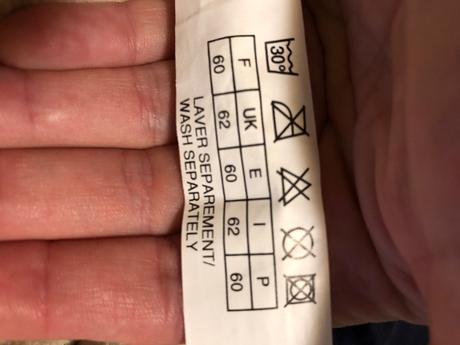 30°
F UK E I P
60 62 60 62 60
LAVER SEPAREMENT/
WASH SEPARATELY